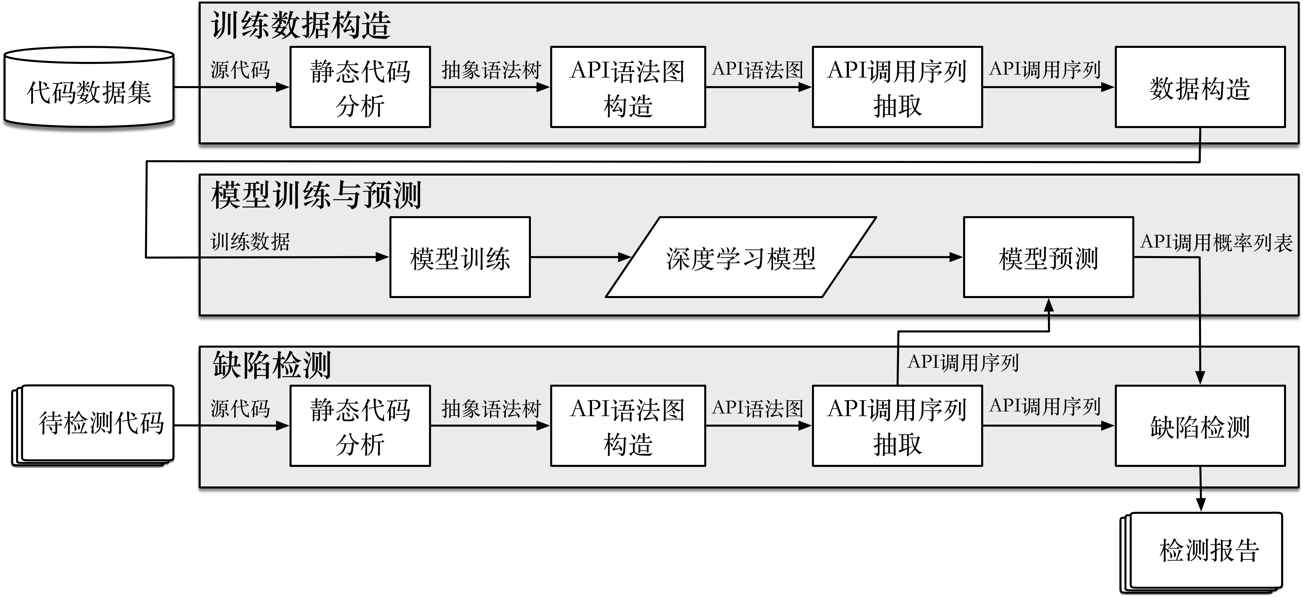 训练数据构造
代码数据集
源代码
静态代码
分析
抽象语法树
API语法图
构造
API语法图
API调用序列
抽取
API调用序列
数据构造
模型训练与预测
训练数据
模型训练
深度学习模型
模型预测
API调用概率列表
缺陷检测
API调用序列
待检测代码
源代码
静态代码
分析
抽象语法树
API语法图
构造
API语法图
API调用序列
抽取
API调用序列
缺陷检测
检测报告